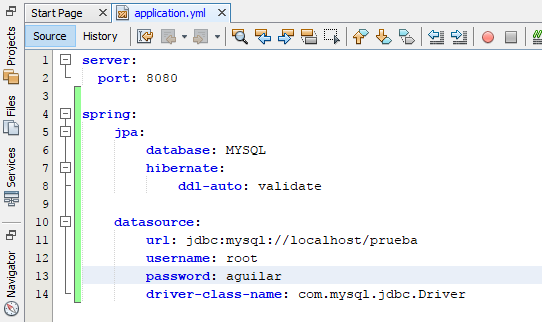 Start Page
application.yml
Source
History
Projects
Files
Services
Navigator
1 server:
2   port: 8080
3
4 spring:
5     jpa:
6         database: MYSQL
7         hibernate:
8             ddl-auto: validate
9
10     datasource:
11         url: jdbc:mysql://localhost/prueba
12         username: root
13         password: aguilar
14         driver-class-name: com.mysql.jdbc.Driver